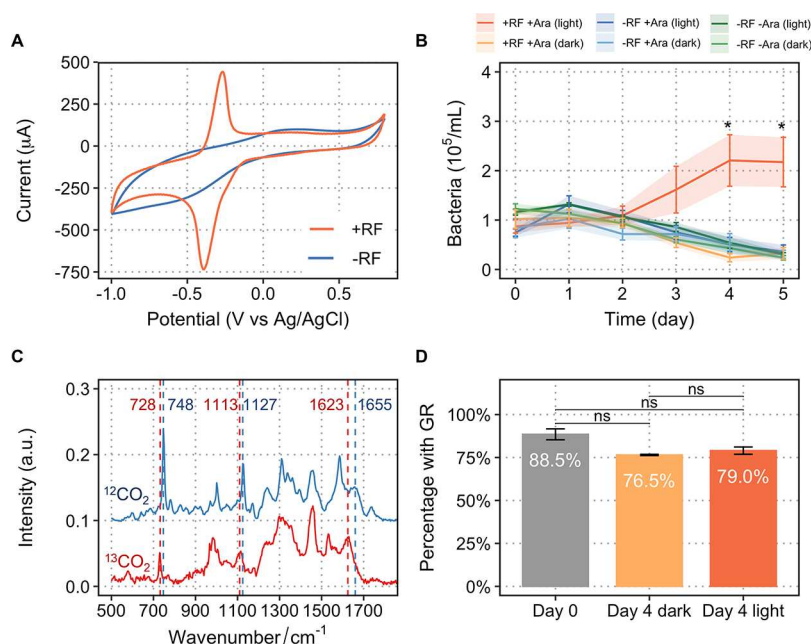 +RF +Ara (light)
-RF +Ara (light)
-RF -Ara (light)
+RF +Ara (dark)
-RF +Ara (dark)
-RF -Ara (dark)
A
500
250
0
-250
-500
-750
Current (μA)
+RF
-RF
-1.0
-0.5
0.0
0.5
Potential (V vs Ag/AgCl)
B
4
3
2
1
0
Bacteria (10⁵/mL)
*
*
0
1
2
3
4
5
Time (day)
C
0.3
0.2
0.1
0.0
Intensity (a.u.)
728
748
1113
1127
1623
1655
¹²CO₂
¹³CO₂
500
700
900
1100
1300
1500
1700
Wavenumber/cm⁻¹
D
100%
75%
50%
25%
0%
Percentage with GR
ns
ns
ns
88.5%
76.5%
79.0%
Day 0
Day 4 dark
Day 4 light